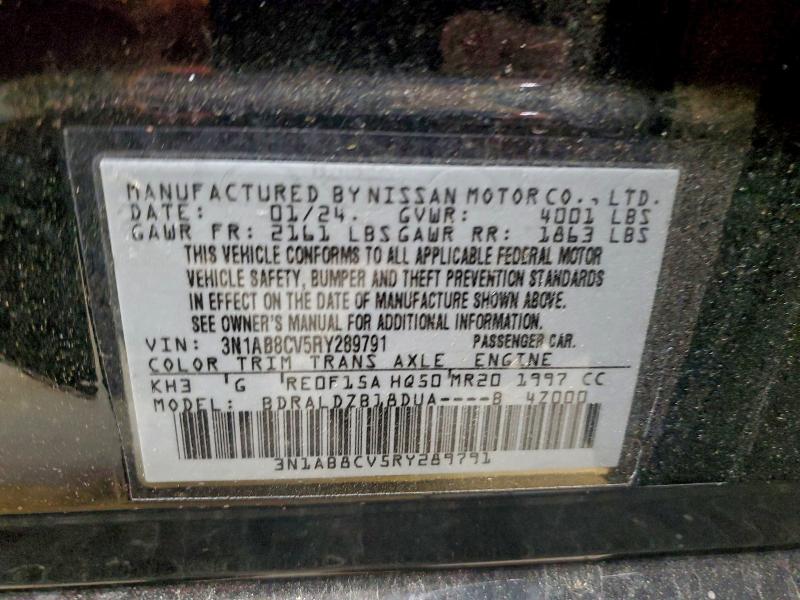 MANUFACTURED BY NISSAN MOTOR CO., LTD.
DATE: 01/24. GVWR: 4001 LBS
GAWR FR: 2161 LBS GAWR RR: 1863 LBS
THIS VEHICLE CONFORMS TO ALL APPLICABLE FEDERAL MOTOR
VEHICLE SAFETY, BUMPER AND THEFT PREVENTION STANDARDS
IN EFFECT ON THE DATE OF MANUFACTURE SHOWN ABOVE.
SEE OWNER'S MANUAL FOR ADDITIONAL INFORMATION.
VIN: 3N1AB8CV5RY289791 PASSENGER CAR.
COLOR TRIM TRANS AXLE ENGINE
KH3 G RE0F15A HQ50 MR20 1997 CC
MODEL: BDRALDZB18DUA----B 4Z000
3N1AB8CV5RY289791